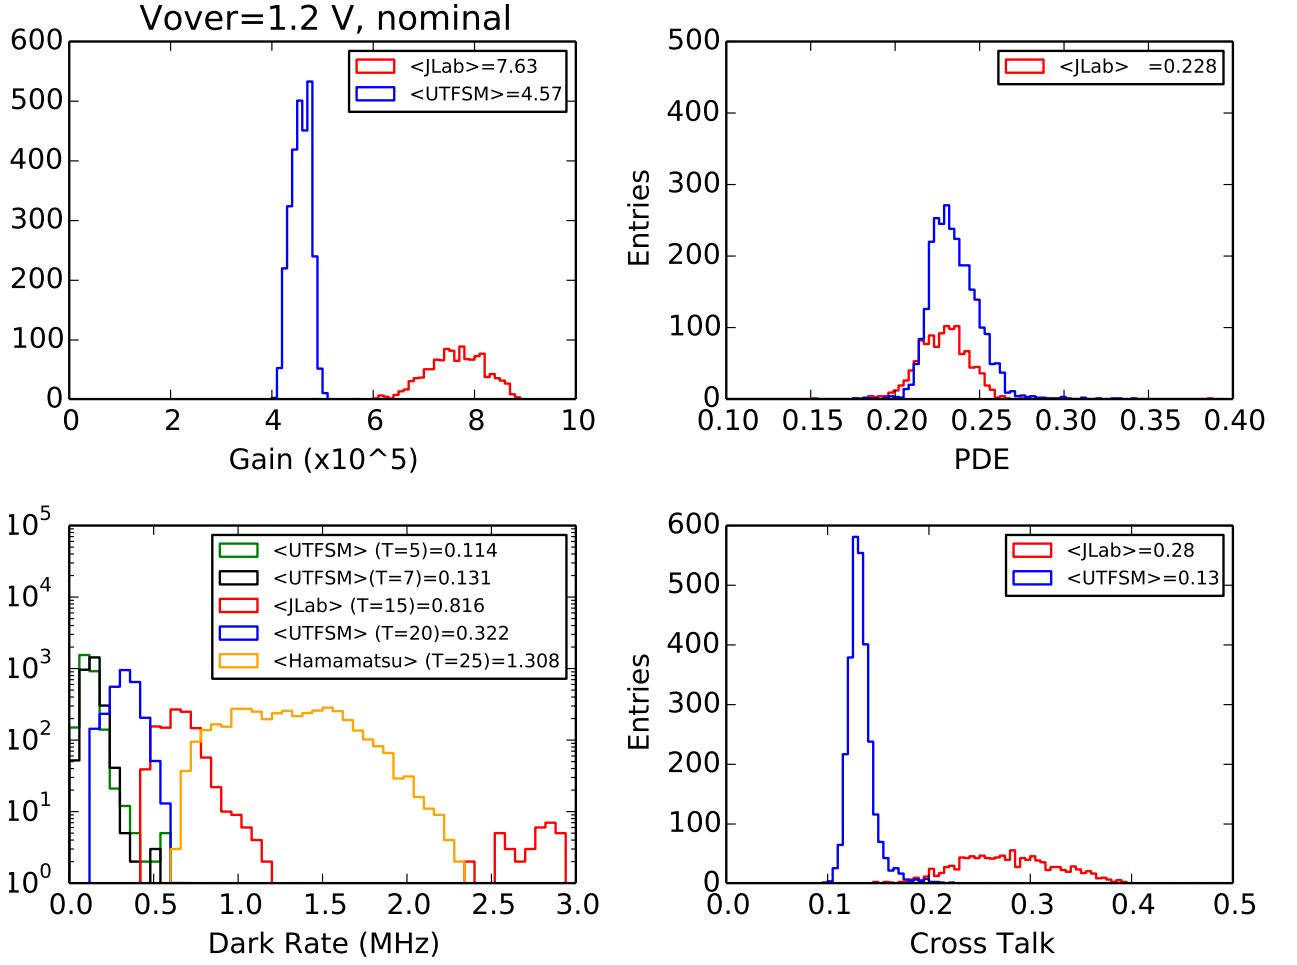 Vover=1.2 V, nominal
600
500
400
300
200
100
0
0 2 4 6 8 10
Gain (x10^5)
<JLab>=7.63
<UTFSM>=4.57
500
400
300
200
100
0
Entries
0.10 0.15 0.20 0.25 0.30 0.35 0.40
PDE
<JLab> =0.228
10^5
10^4
10^3
10^2
10^1
10^0
0.0 0.5 1.0 1.5 2.0 2.5 3.0
Dark Rate (MHz)
<UTFSM> (T=5)=0.114
<UTFSM>(T=7)=0.131
<JLab> (T=15)=0.816
<UTFSM> (T=20)=0.322
<Hamamatsu> (T=25)=1.308
600
500
400
300
200
100
0
Entries
0.0 0.1 0.2 0.3 0.4 0.5
Cross Talk
<JLab>=0.28
<UTFSM>=0.13